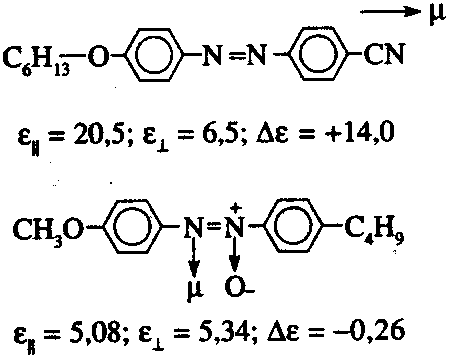 μ
C₆H₁₃–O–⌬–N=N–⌬–CN
ε∥ = 20,5; ε⊥ = 6,5; Δε = +14,0
+
CH₃O–⌬–N=N–⌬–C₄H₉
μ O-
ε∥ = 5,08; ε⊥ = 5,34; Δε = –0,26